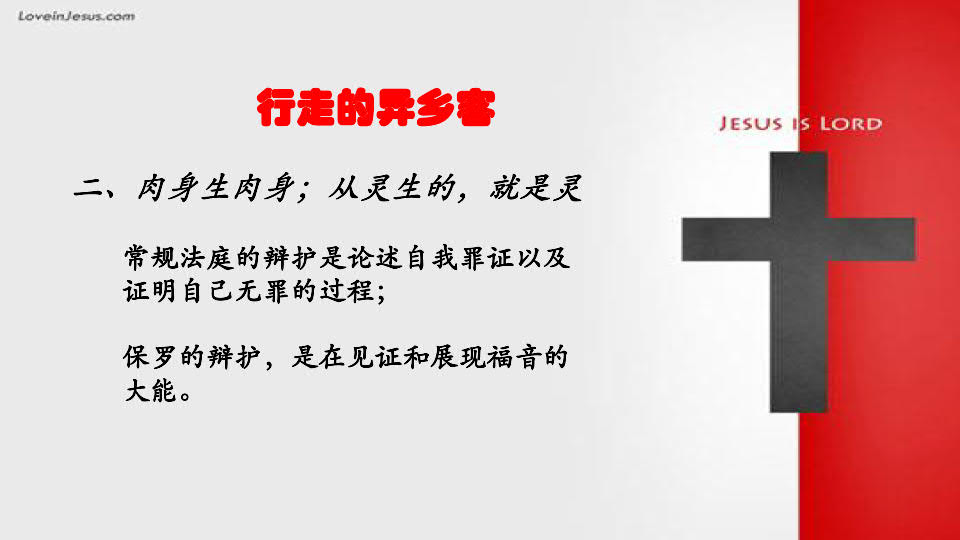 LoveinJesus.com
行走的异乡客
JESUS IS LORD
二、肉身生肉身；从灵生的，就是灵
常规法庭的辩护是论述自我罪证以及
证明自己无罪的过程；
保罗的辩护，是在见证和展现福音的
大能。